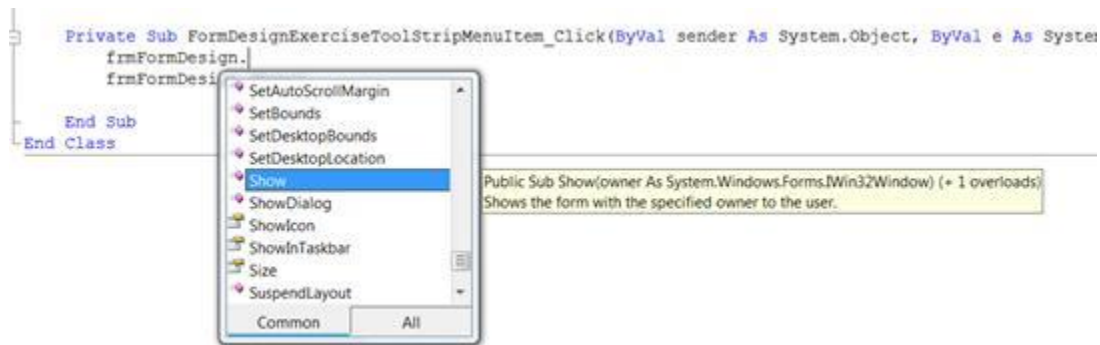 Private Sub FormDesignExerciseToolStripMenuItem_Click(ByVal sender As System.Object, ByVal e As System
frmFormDesign.
frmFormDesi
SetAutoScrollMargin
SetBounds
End Sub
SetDesktopBounds
End Class
SetDesktopLocation
Show
Public Sub Show(owner As System.Windows.Forms.IWin32Window) (+ 1 overloads)
ShowDialog
Shows the form with the specified owner to the user.
ShowIcon
ShowInTaskbar
Size
SuspendLayout
Common All